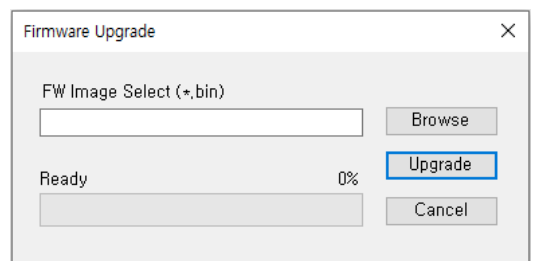 Firmware Upgrade
FW Image Select (*.bin)
Browse
Upgrade
Ready 0%
Cancel